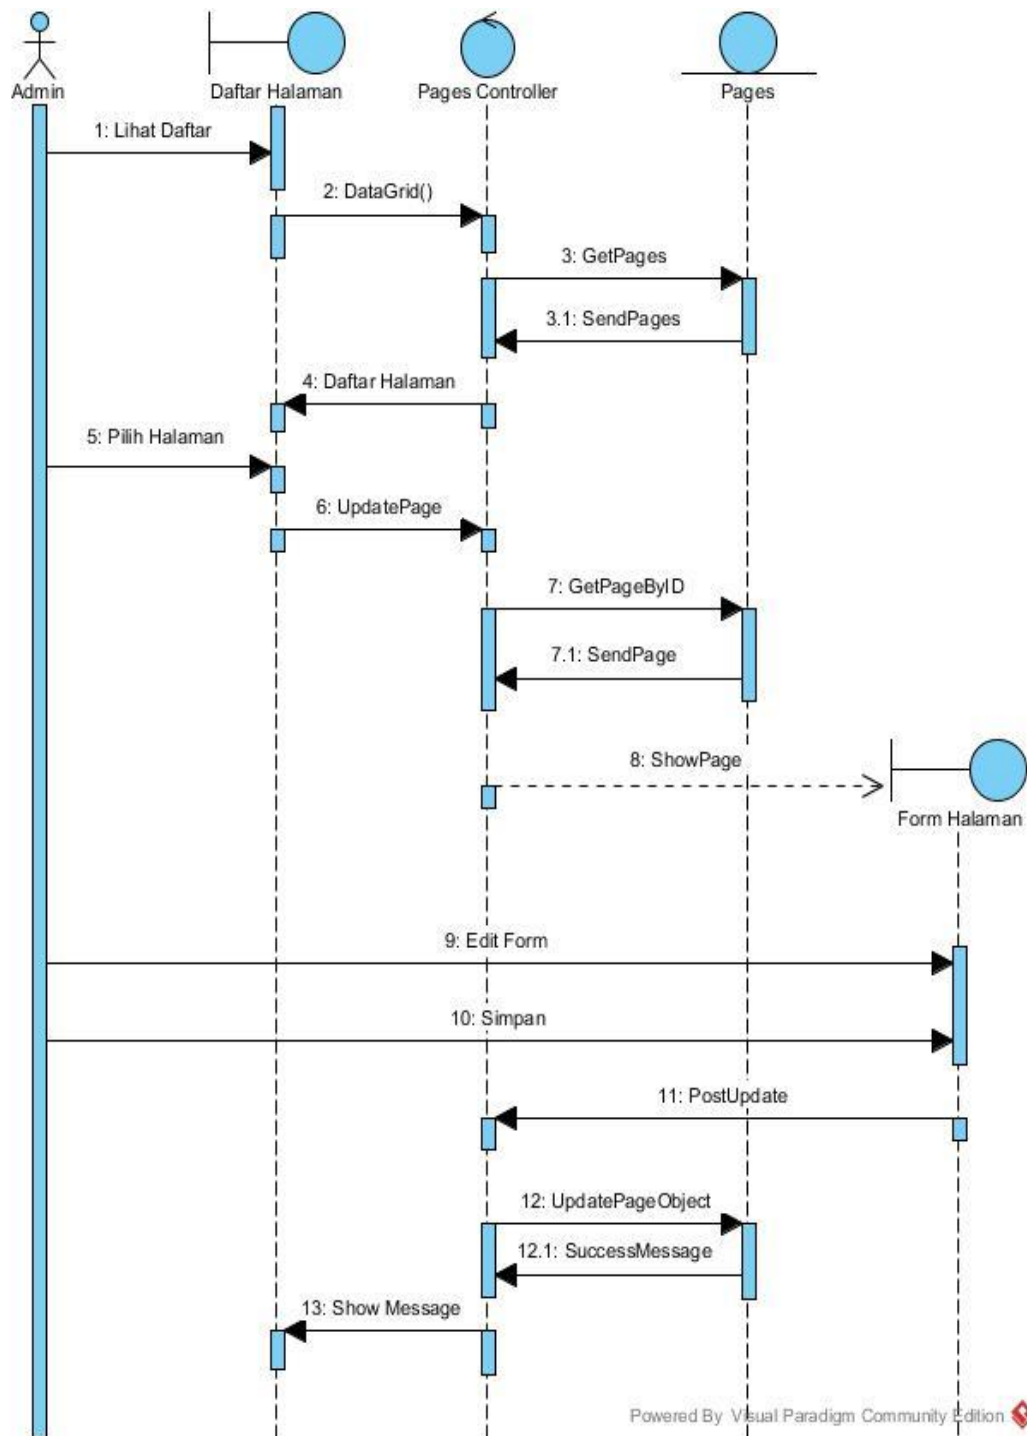 Admin
Daftar Halaman
Pages Controller
Pages
1: Lihat Daftar
2: DataGrid()
3: GetPages
3.1: SendPages
4: Daftar Halaman
5: Pilih Halaman
6: UpdatePage
7: GetPageByID
7.1: SendPage
8: ShowPage
Form Halaman
9: Edit Form
10: Simpan
11: PostUpdate
12: UpdatePageObject
12.1: SuccessMessage
13: Show Message
Powered By Visual Paradigm Community Edition